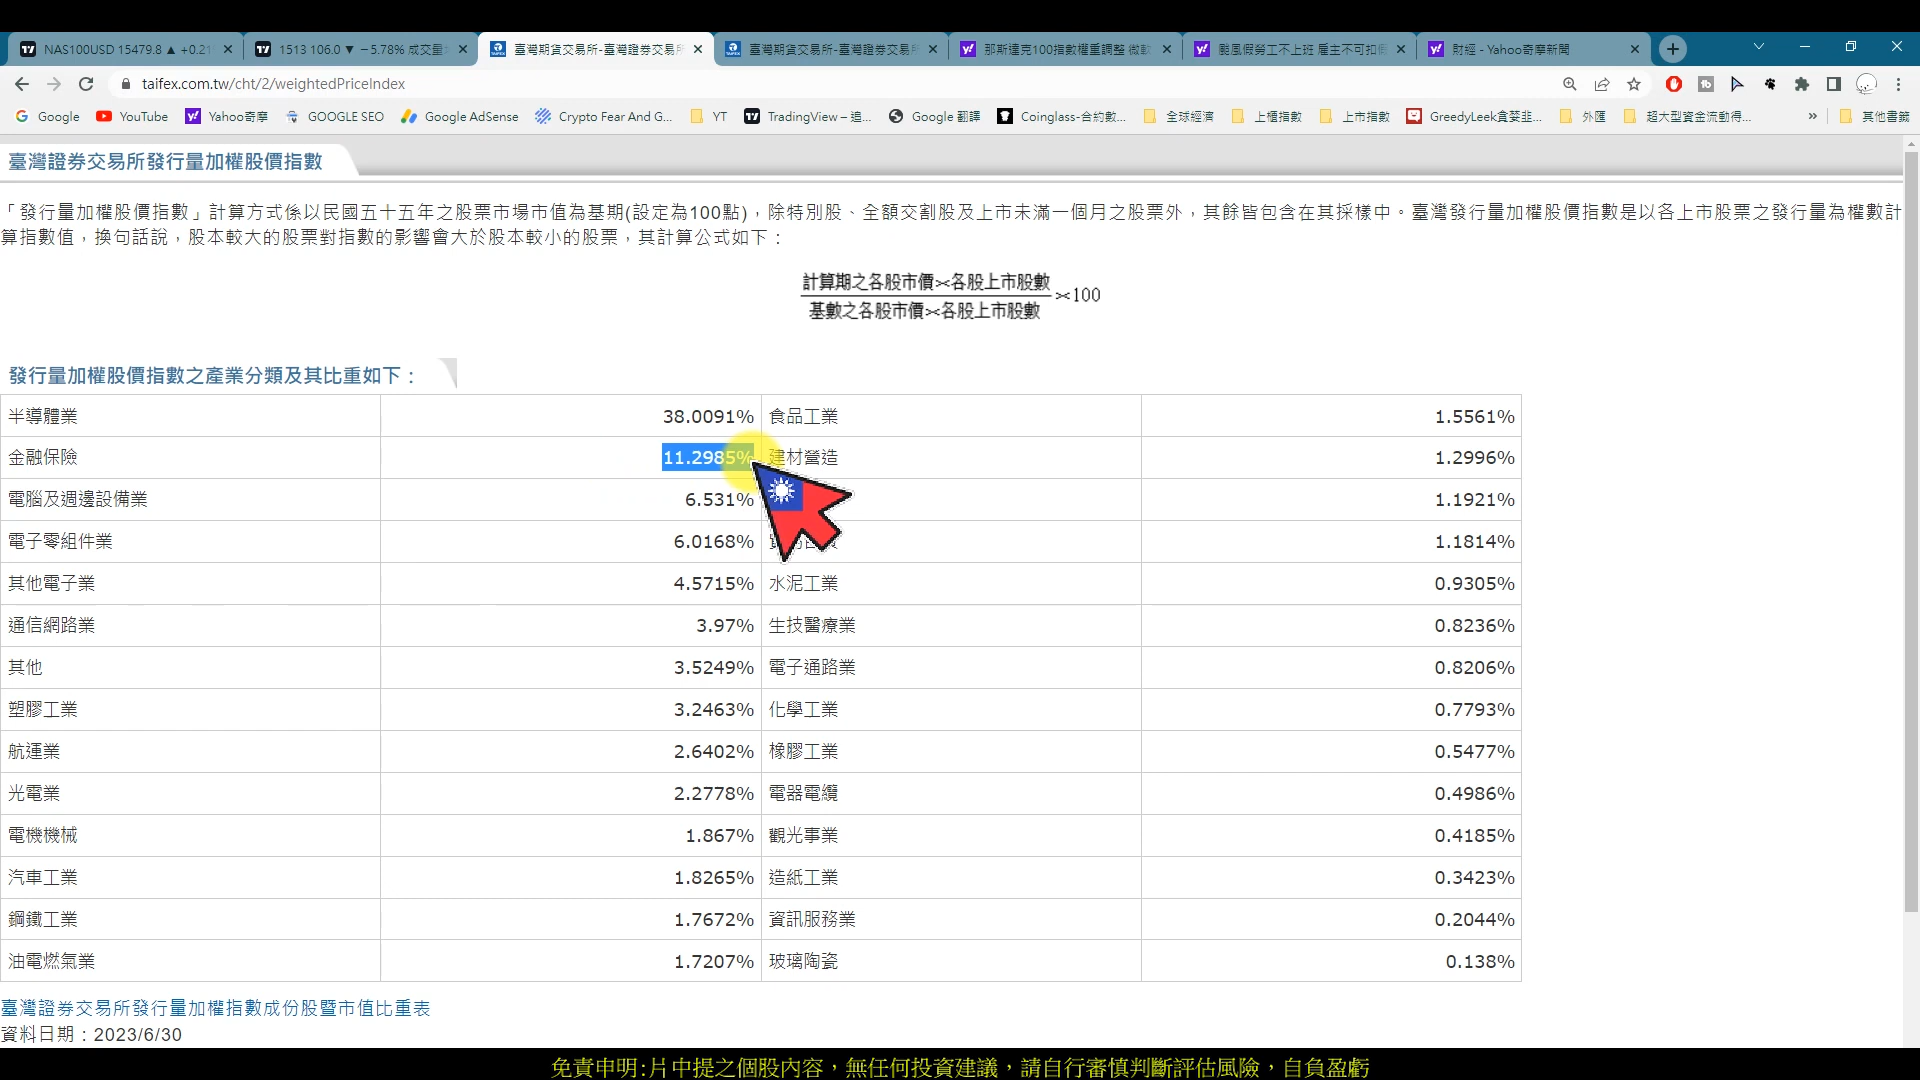 NAS100USD 15479.8 ▲ +0.21
1513 106.0 ▼ −5.78% 成交量
臺灣期貨交易所-臺灣證券交易所
臺灣期貨交易所-臺灣證券交易所
那斯達克100指數權重調整 微軟
颱風假勞工不上班 雇主不可扣
財經 - Yahoo奇摩新聞
taifex.com.tw/cht/2/weightedPriceIndex
Google
YouTube
Yahoo奇摩
GOOGLE SEO
Google AdSense
Crypto Fear And G...
YT
TradingView – 追...
Google 翻譯
Coinglass-合約數...
全球經濟
上櫃指數
上市指數
GreedyLeek貪婪韭...
外匯
超大型資金流動得...
»
其他書籤
臺灣證券交易所發行量加權股價指數
「發行量加權股價指數」計算方式係以民國五十五年之股票市場市值為基期(設定為100點)，除特別股、全額交割股及上市未滿一個月之股票外，其餘皆包含在其採樣中。臺灣發行量加權股價指數是以各上市股票之發行量為權數計
算指數值，換句話說，股本較大的股票對指數的影響會大於股本較小的股票，其計算公式如下：
計算期之各股市價×各股上市股數
基數之各股市價×各股上市股數
×100
發行量加權股價指數之產業分類及其比重如下：
半導體業 38.0091% 食品工業 1.5561%
金融保險 11.2985% 建材營造 1.2996%
電腦及週邊設備業 6.531% 1.1921%
電子零組件業 6.0168% 1.1814%
其他電子業 4.5715% 水泥工業 0.9305%
通信網路業 3.97% 生技醫療業 0.8236%
其他 3.5249% 電子通路業 0.8206%
塑膠工業 3.2463% 化學工業 0.7793%
航運業 2.6402% 橡膠工業 0.5477%
光電業 2.2778% 電器電纜 0.4986%
電機機械 1.867% 觀光事業 0.4185%
汽車工業 1.8265% 造紙工業 0.3423%
鋼鐵工業 1.7672% 資訊服務業 0.2044%
油電燃氣業 1.7207% 玻璃陶瓷 0.138%
臺灣證券交易所發行量加權指數成份股暨市值比重表
資料日期：2023/6/30
免責申明:片中提之個股內容，無任何投資建議，請自行審慎判斷評估風險，自負盈虧